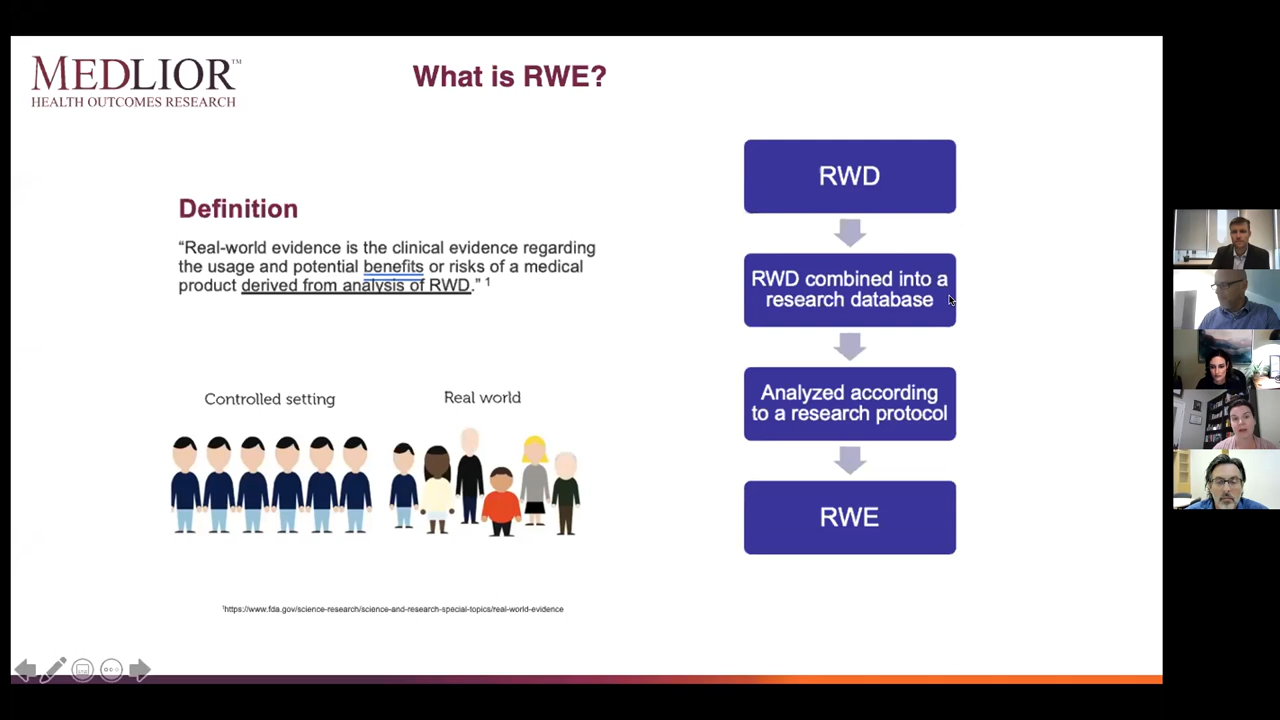 MEDLIOR™
HEALTH OUTCOMES RESEARCH
What is RWE?
Definition
“Real-world evidence is the clinical evidence regarding
the usage and potential benefits or risks of a medical
product derived from analysis of RWD.” 1
Controlled setting
Real world
1https://www.fda.gov/science-research/science-and-research-special-topics/real-world-evidence
RWD
RWD combined into a
research database
Analyzed according
to a research protocol
RWE